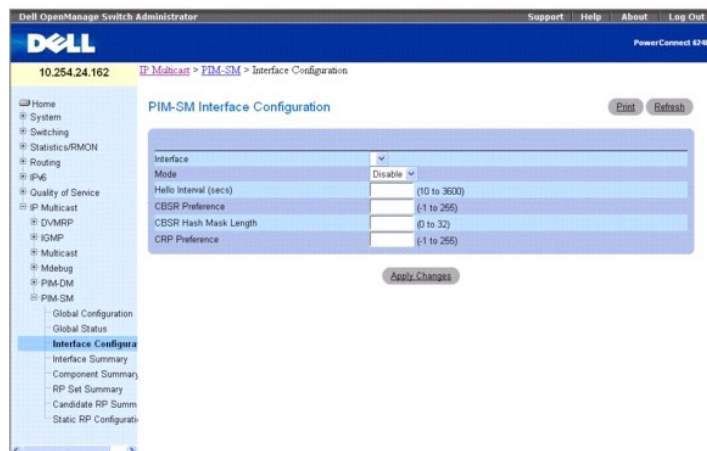 Dell OpenManage Switch Administrator
Support Help About Log Out
DELL
PowerConnect 6248
10.254.24.162
IP Multicast > PIM-SM > Interface Configuration
Home
System
Switching
Statistics/RMON
Routing
IPv6
Quality of Service
IP Multicast
DVMRP
IGMP
Multicast
Mdebug
PIM-DM
PIM-SM
Global Configuration
Global Status
Interface Configura
Interface Summary
Component Summary
RP Set Summary
Candidate RP Summ
Static RP Configurati
PIM-SM Interface Configuration
Print Refresh
Interface
Mode Disable
Hello Interval (secs) (10 to 3600)
CBSR Preference (-1 to 255)
CBSR Hash Mask Length (0 to 32)
CRP Preference (-1 to 255)
Apply Changes